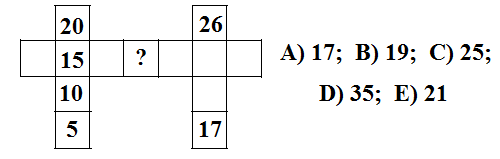 20 26
15 ? A) 17; B) 19; C) 25;
10 D) 35; E) 21
5 17